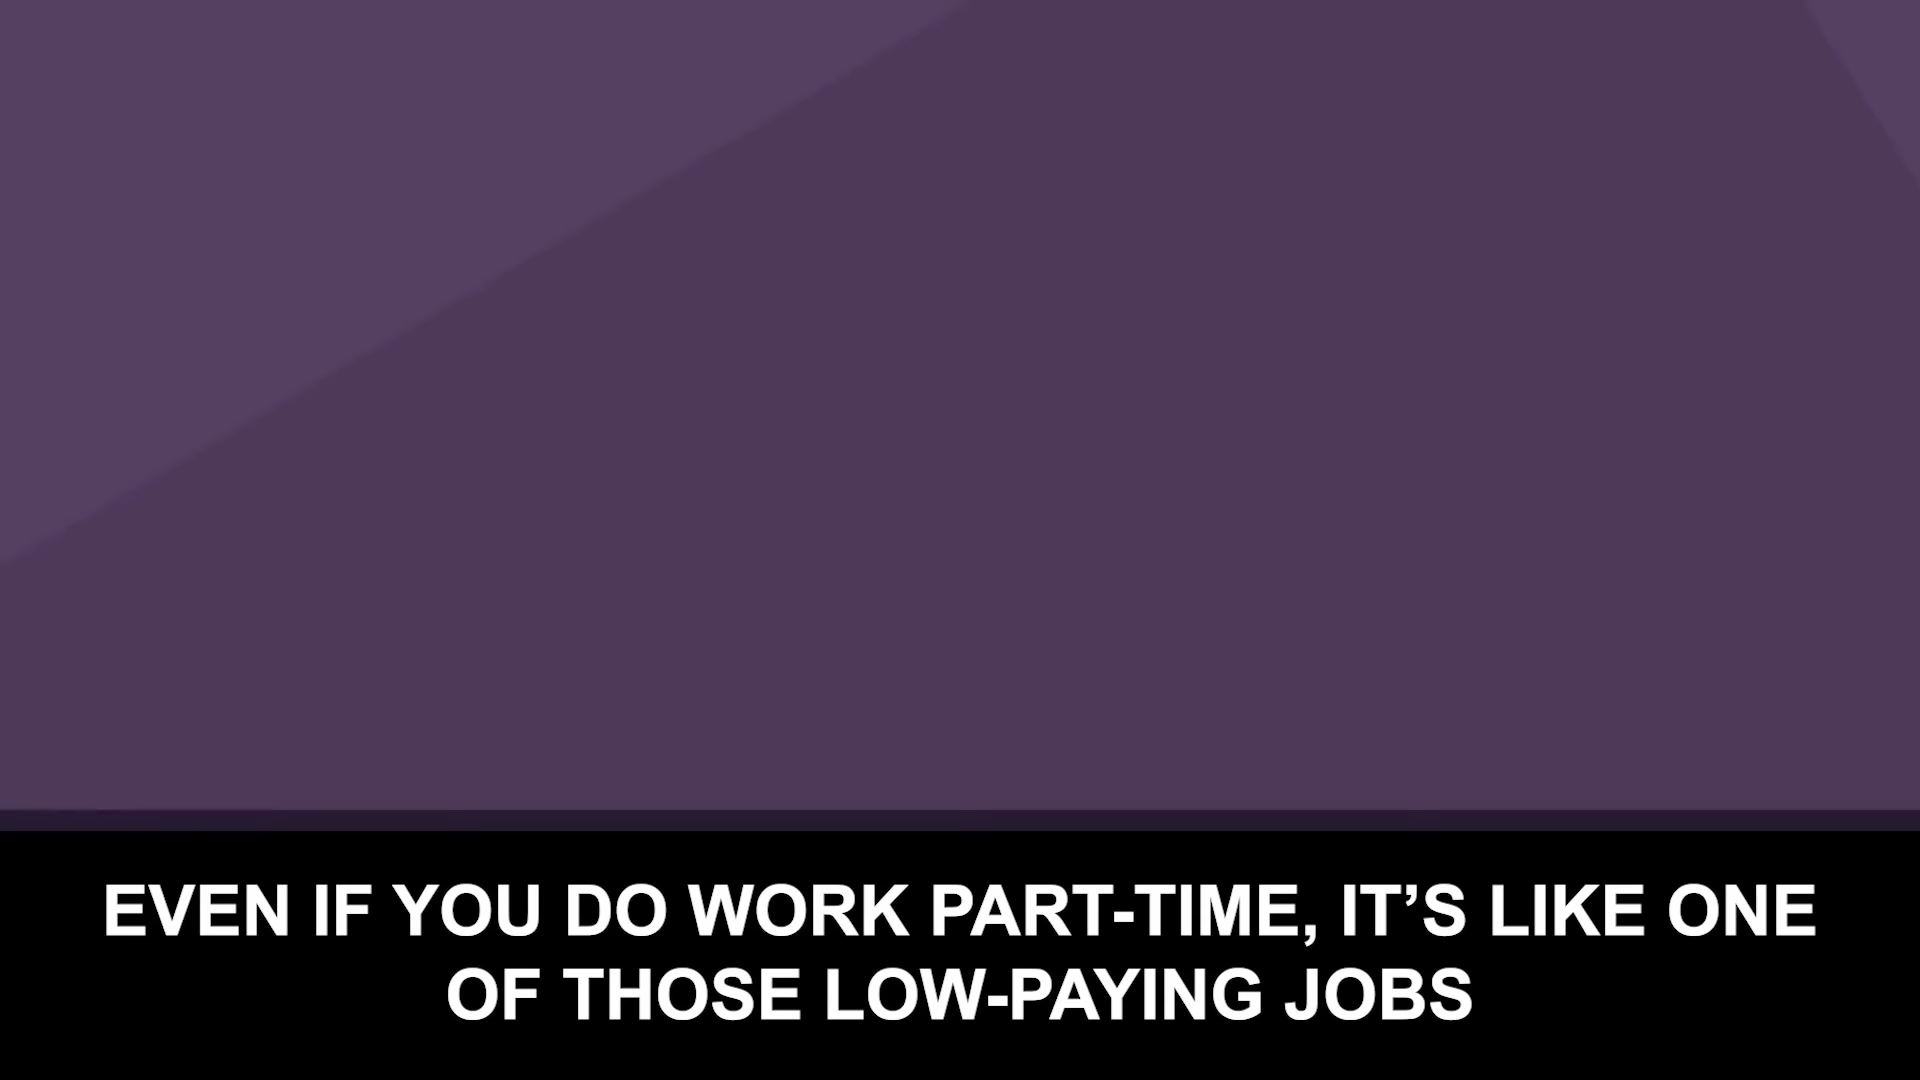 EVEN IF YOU DO WORK PART-TIME, IT’S LIKE ONE
OF THOSE LOW-PAYING JOBS